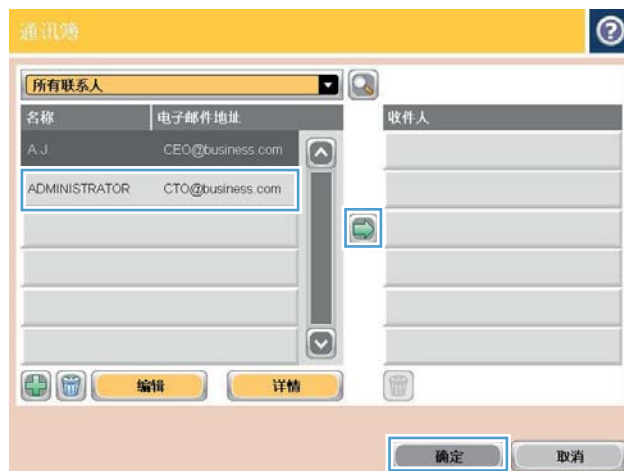 通讯簿
所有联系人
名称 电子邮件地址 收件人
A.J CEO@business.com
ADMINISTRATOR CTO@business.com
编辑 详情
确定 取消